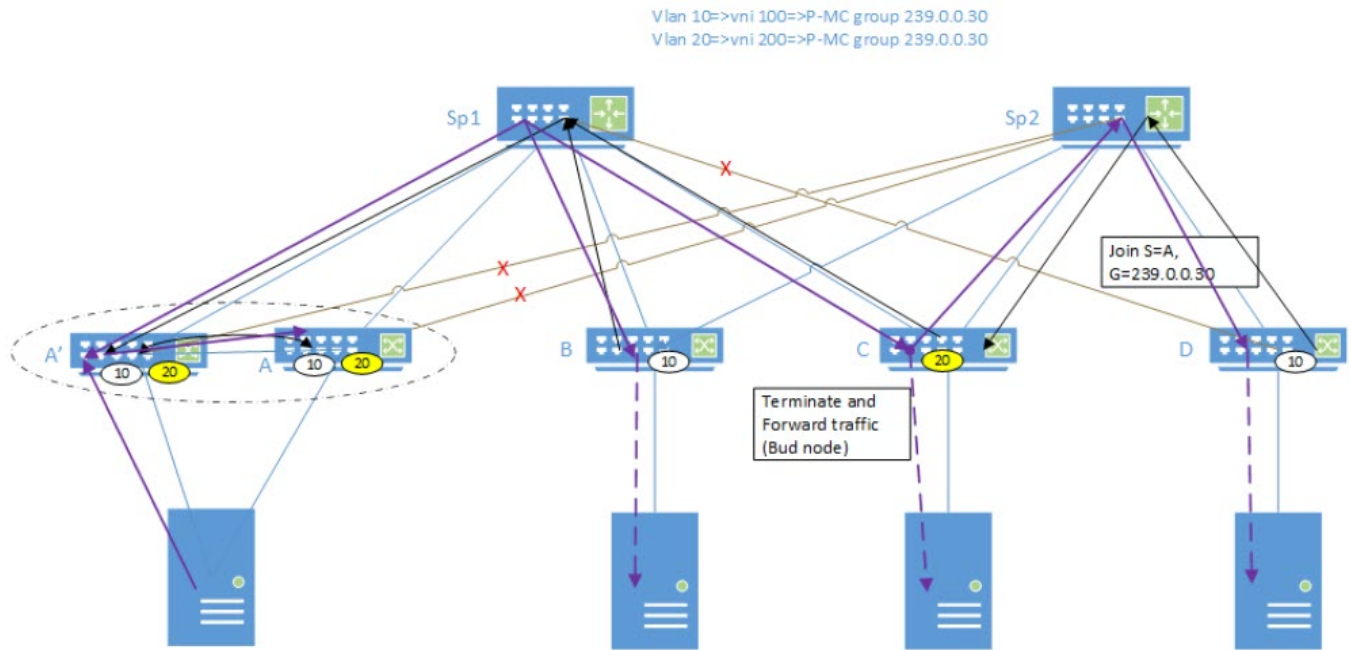 Vlan 10=>vni 100=>P-MC group 239.0.0.30
Vlan 20=>vni 200=>P-MC group 239.0.0.30
Sp1
Sp2
X
X
X
Join S=A,
G=239.0.0.30
A'
10
20
A
10
20
B
10
C
20
D
10
Terminate and
Forward traffic
(Bud node)